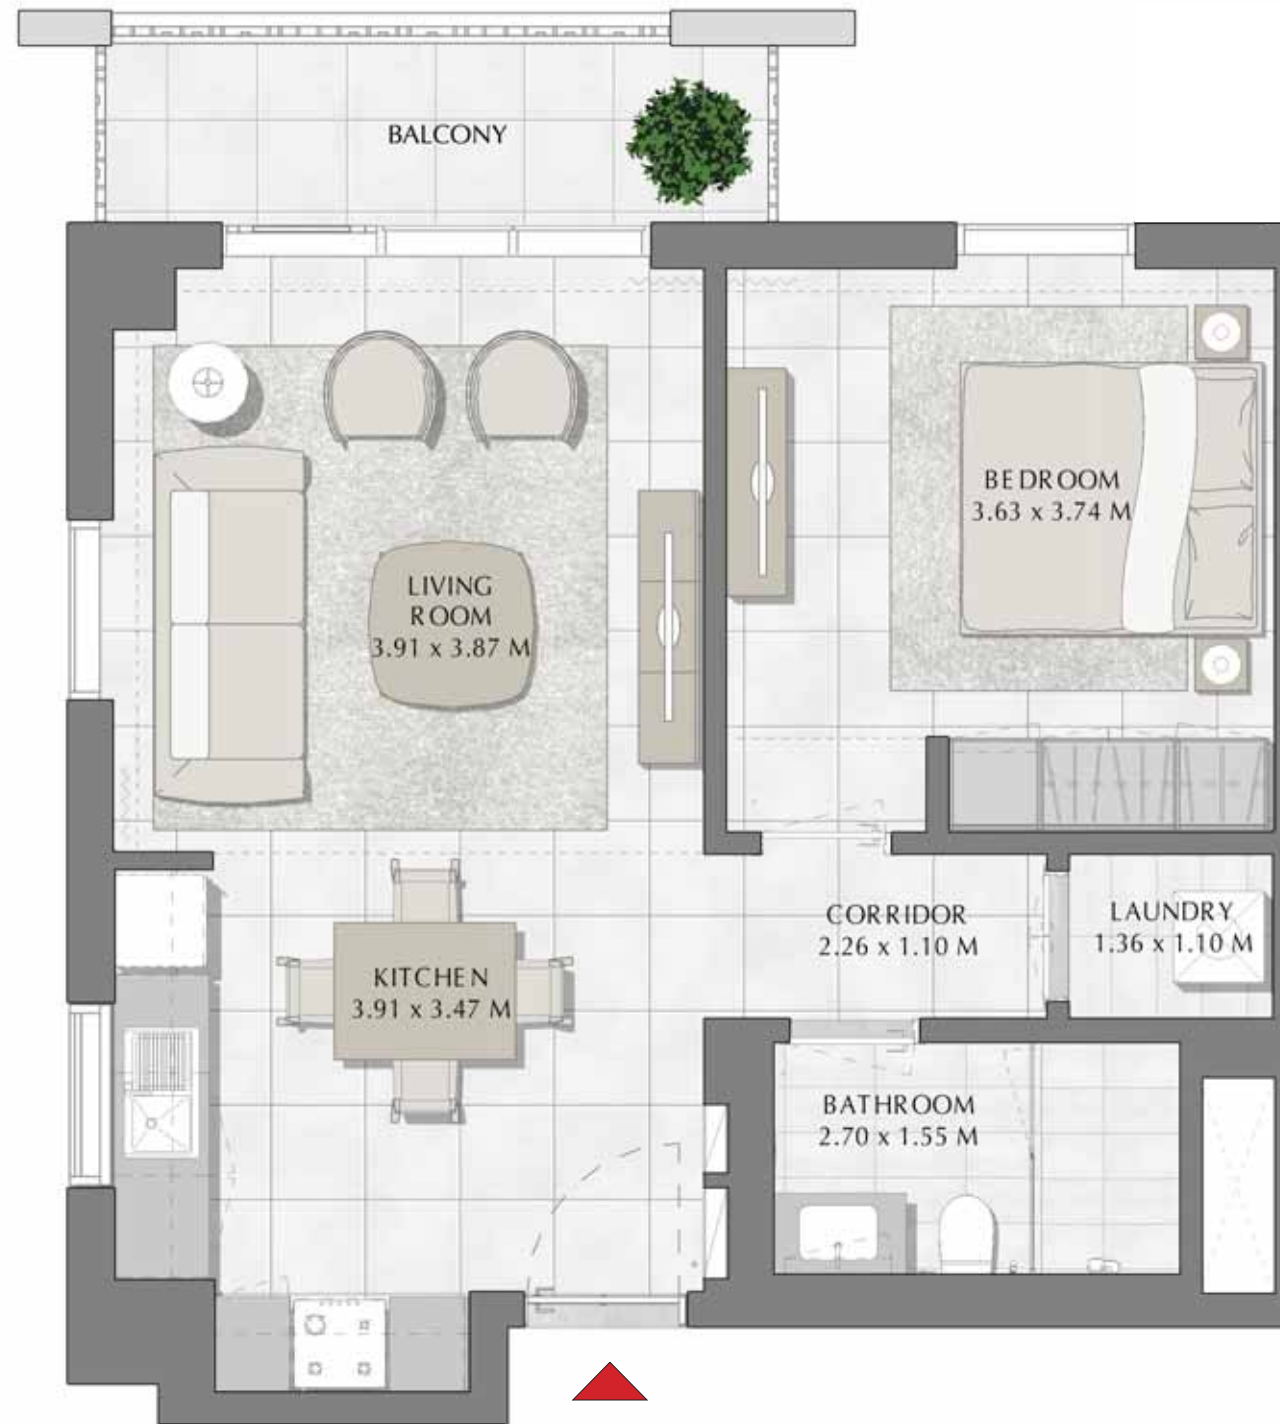 BALCONY
BEDROOM
3.63 x 3.74 M
LIVING
ROOM
3.91 x 3.87 M
CORRIDOR
2.26 x 1.10 M
LAUNDRY
1.36 x 1.10 M
KITCHEN
3.91 x 3.47 M
BATHROOM
2.70 x 1.55 M